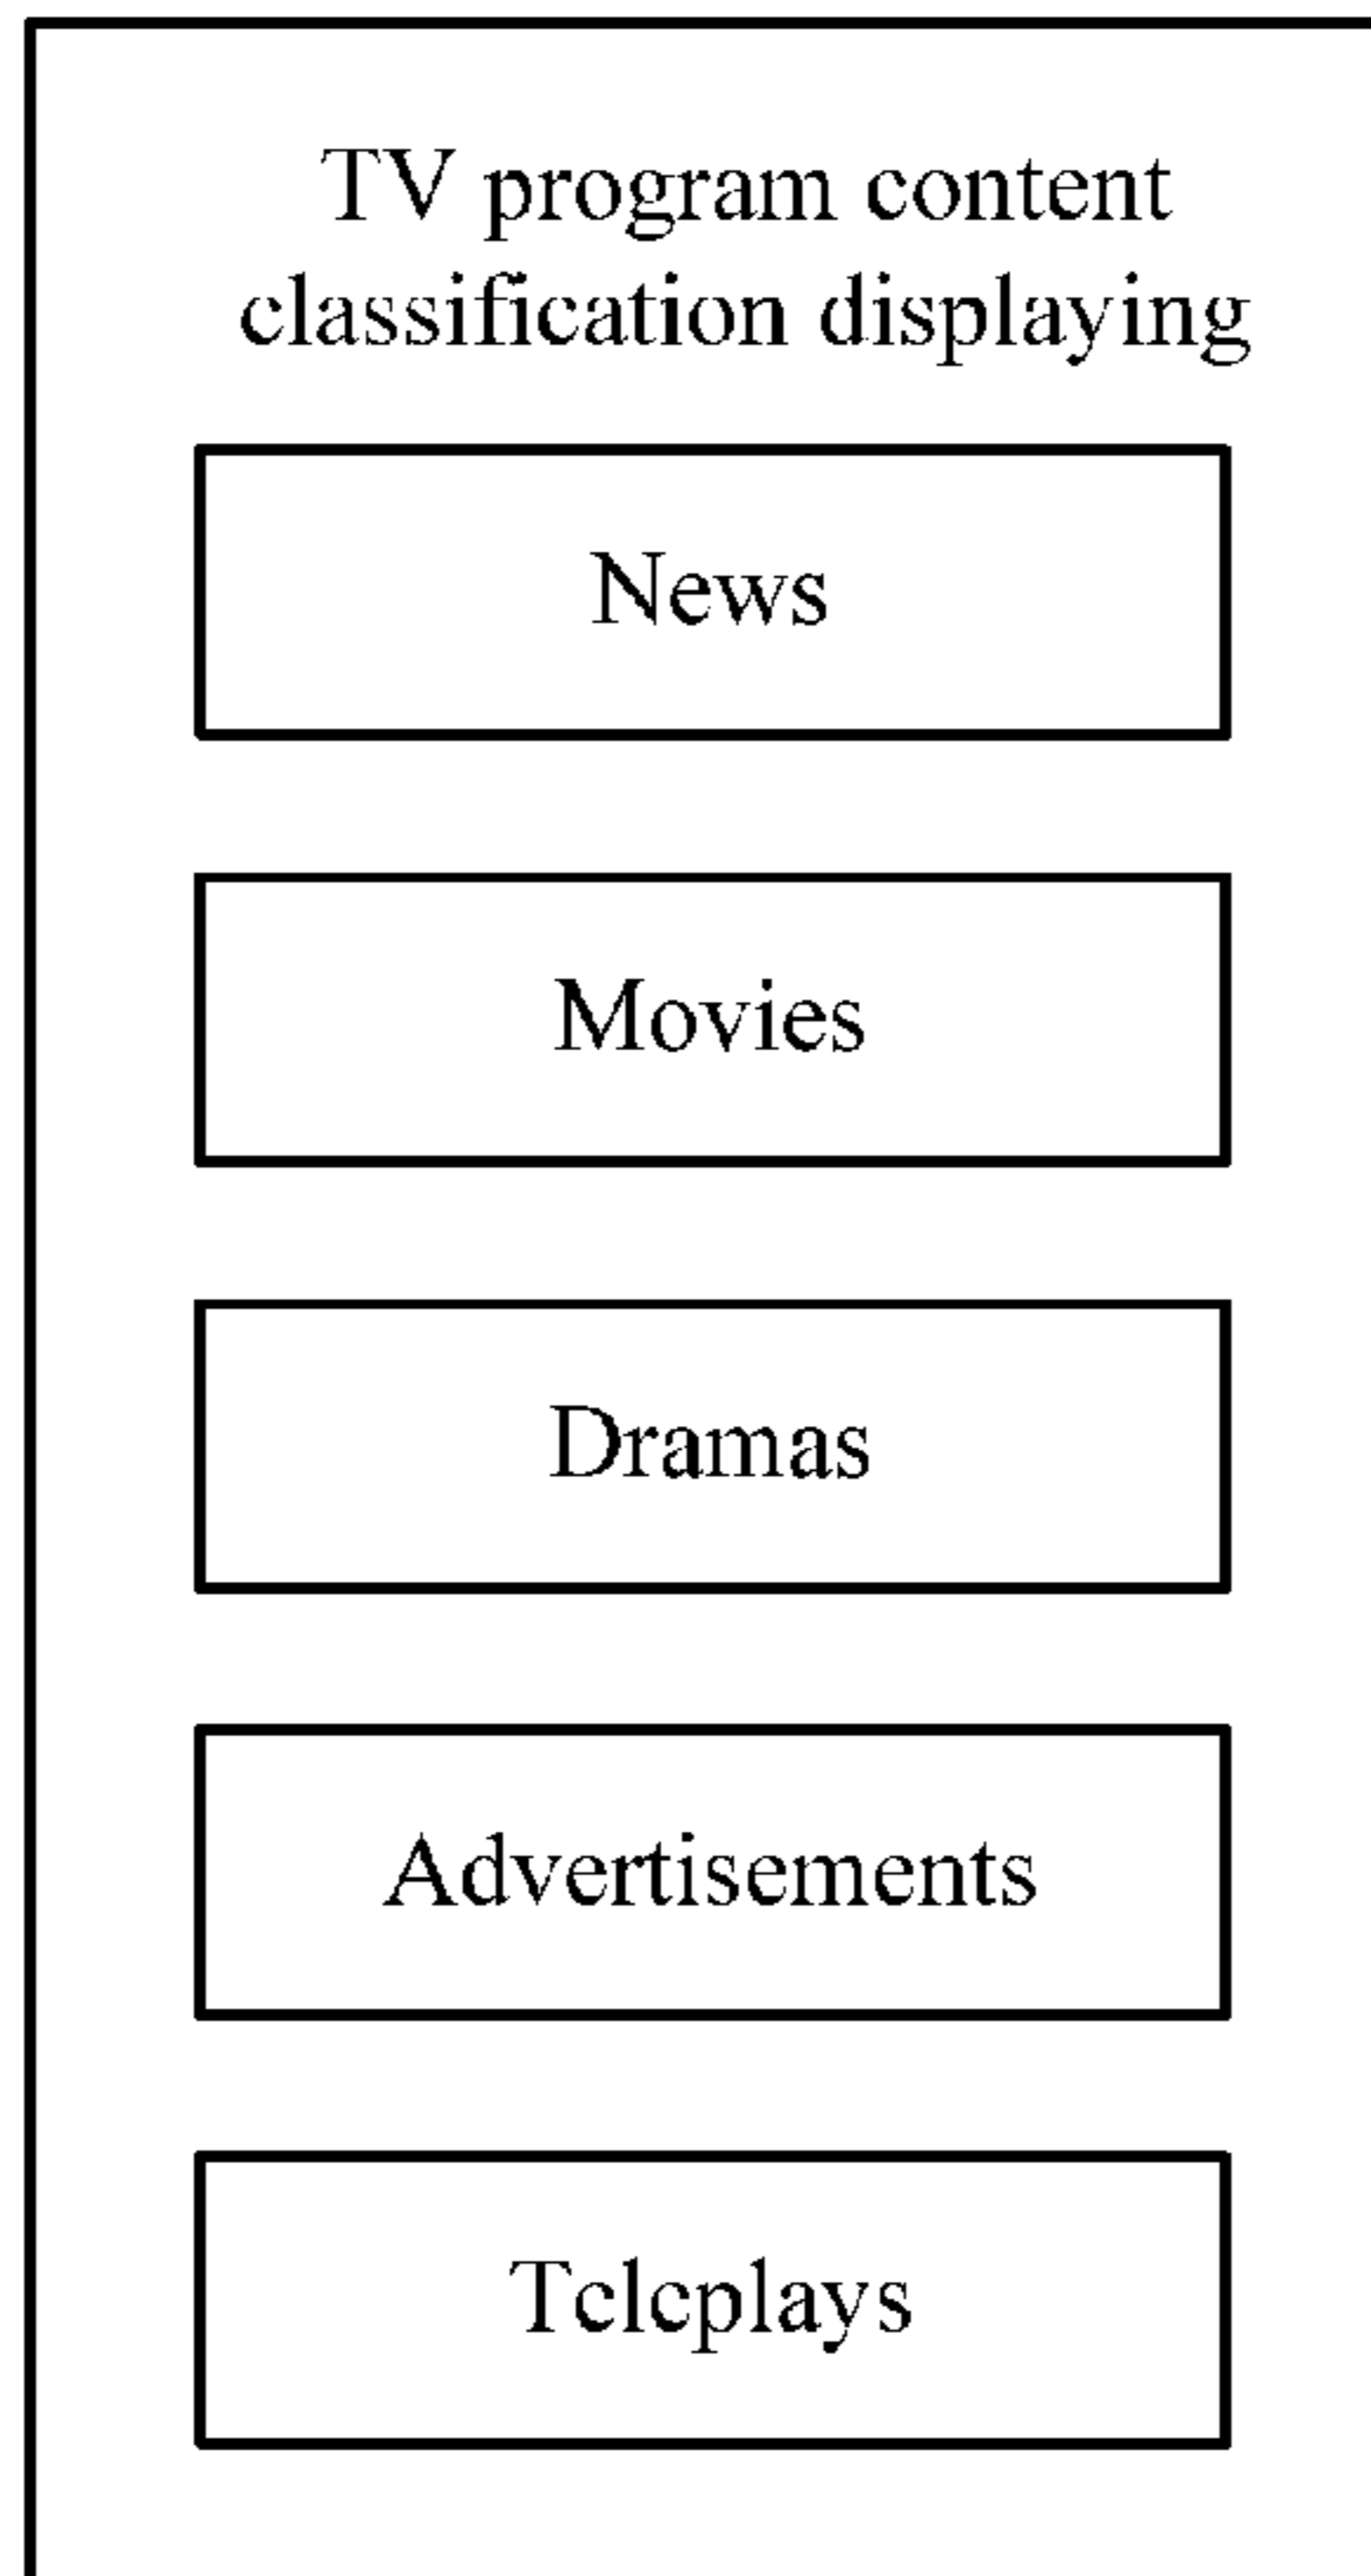 TV program content
classification displaying
News
Movies
Dramas
Advertisements
Teleplays